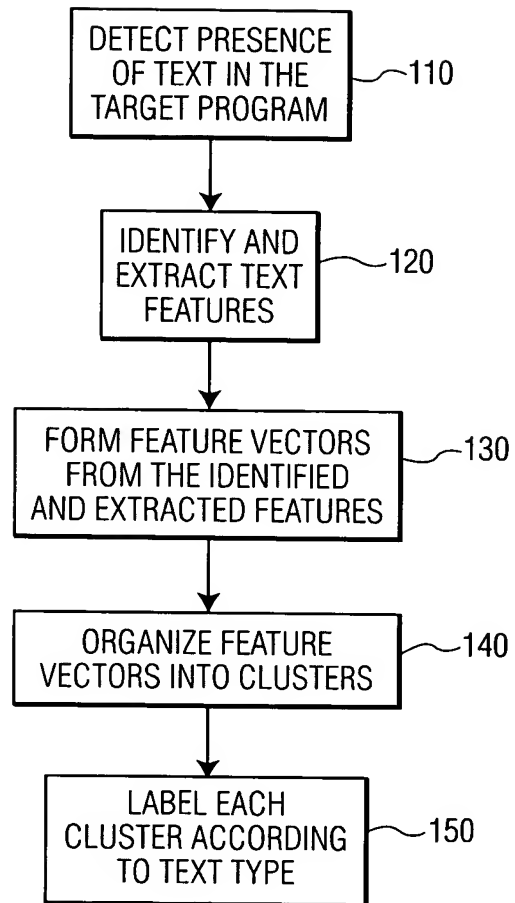 DETECT PRESENCE
OF TEXT IN THE
TARGET PROGRAM
110
IDENTIFY AND
EXTRACT TEXT
FEATURES
120
FORM FEATURE VECTORS
FROM THE IDENTIFIED
AND EXTRACTED FEATURES
130
ORGANIZE FEATURE
VECTORS INTO CLUSTERS
140
LABEL EACH
CLUSTER ACCORDING
TO TEXT TYPE
150